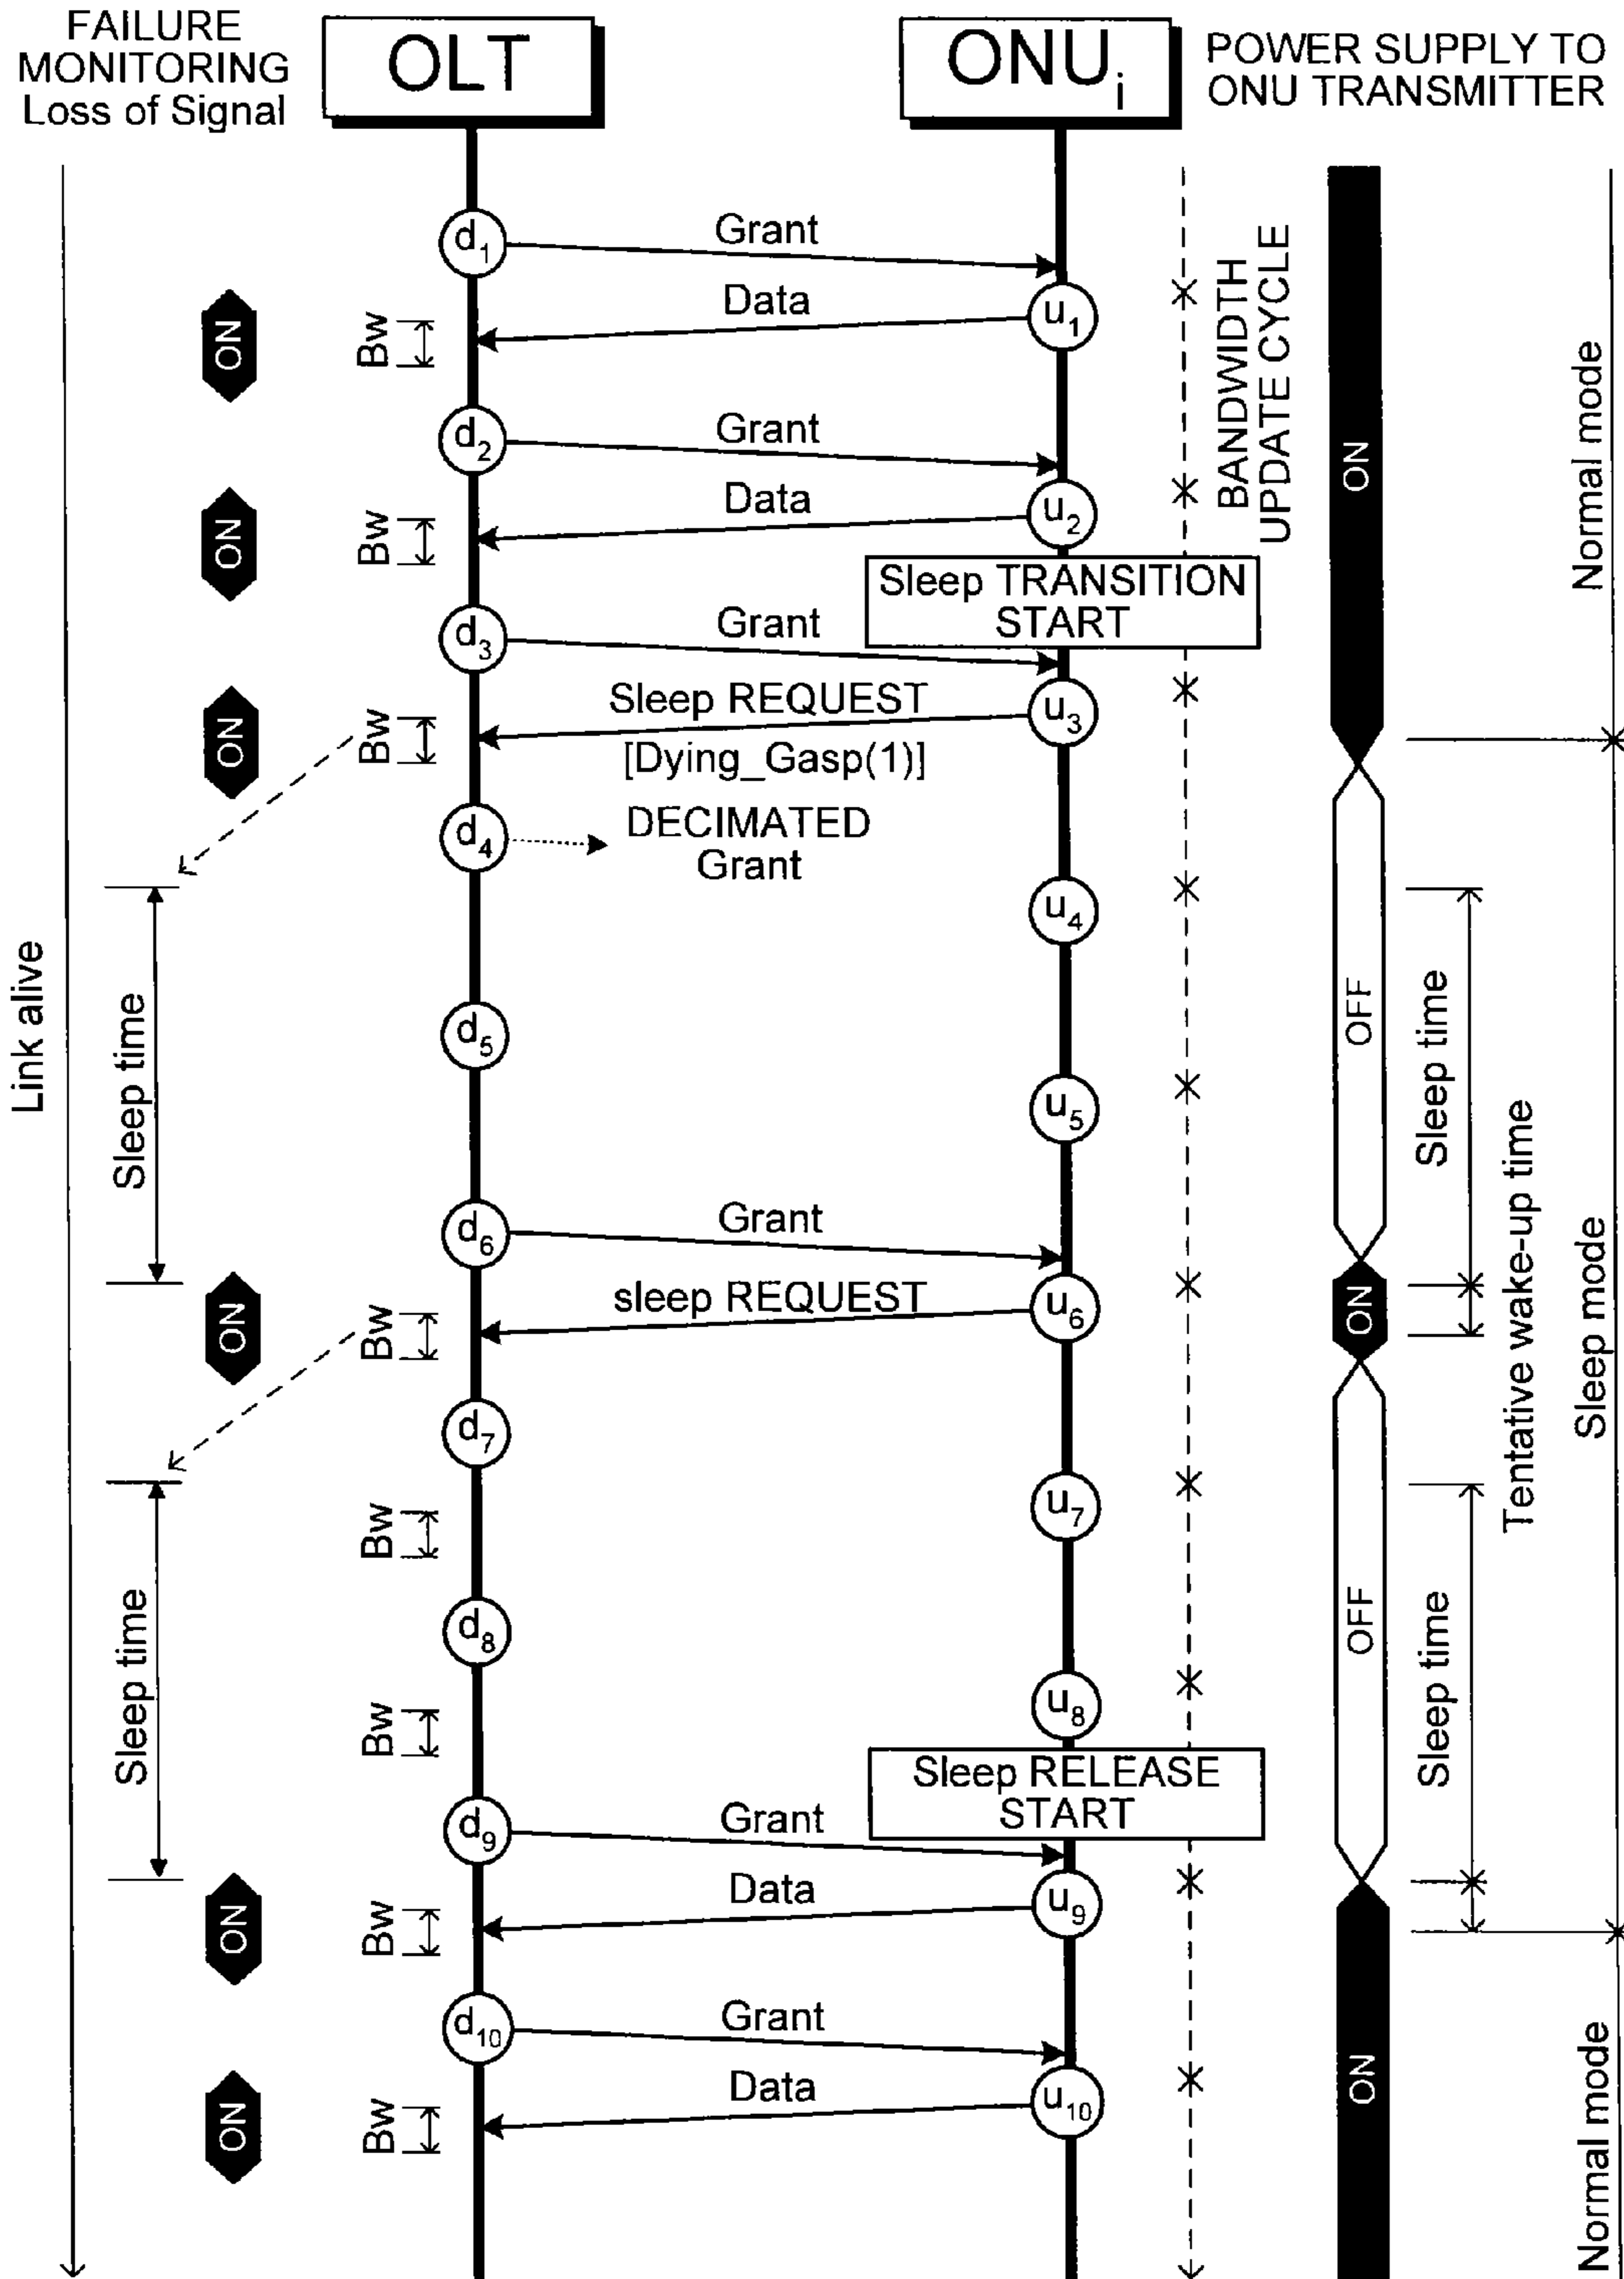 FAILURE
MONITORING
Loss of Signal
OLT
ONU i
POWER SUPPLY TO
ONU TRANSMITTER
d1
Grant
Data
u1
Bw
ON
BANDWIDTH
UPDATE CYCLE
ON
Normal mode
d2
Grant
Data
u2
Bw
ON
Sleep TRANSITION
START
d3
Grant
Sleep REQUEST
[Dying_Gasp(1)]
u3
Bw
ON
d4
DECIMATED
Grant
u4
Link alive
Sleep time
d5
OFF
Sleep time
u5
Tentative wake-up time
Sleep mode
d6
Grant
sleep REQUEST
u6
Bw
ON
ON
d7
u7
Bw
Sleep time
d8
OFF
Sleep time
u8
Bw
Sleep RELEASE
START
d9
Grant
Data
u9
Bw
ON
d10
Grant
Data
u10
Bw
ON
ON
Normal mode